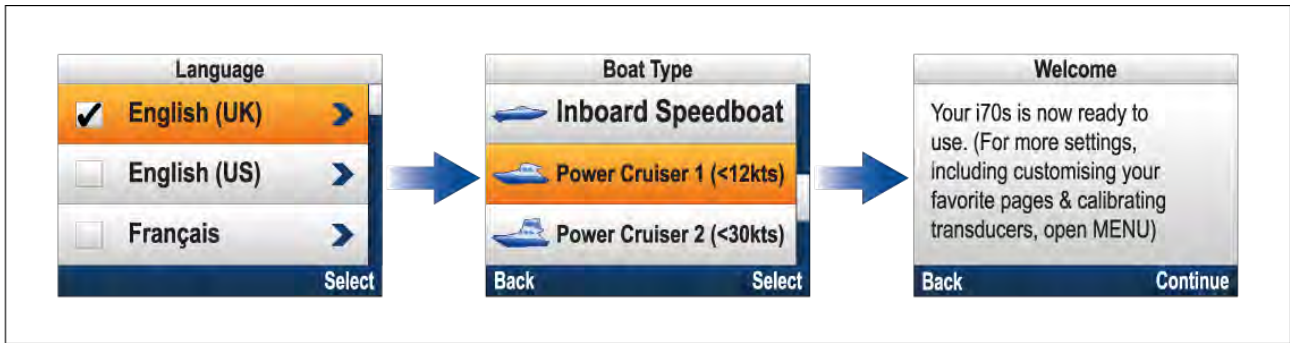 Language
English (UK)
English (US)
Français
Select
Boat Type
Inboard Speedboat
Power Cruiser 1 (<12kts)
Power Cruiser 2 (<30kts)
Back Select
Welcome
Your i70s is now ready to
use. (For more settings,
including customising your
favorite pages & calibrating
transducers, open MENU)
Back Continue